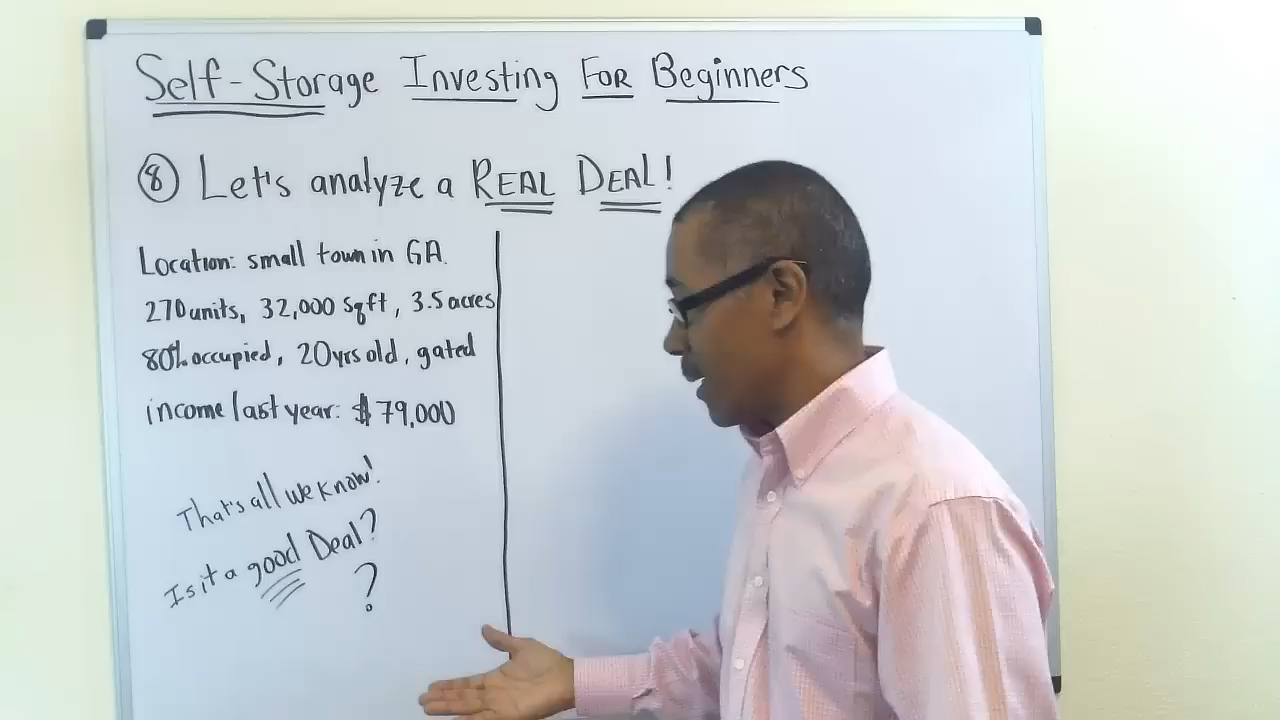 Self-Storage Investing For Beginners
⑧ Let's analyze a REAL DEAL!
Location: small town in GA.
270 units, 32,000 sqft, 3.5 acres
80% occupied, 20 yrs old, gated
income last year: $79,000
That's all we know!
Is it a good Deal?
?